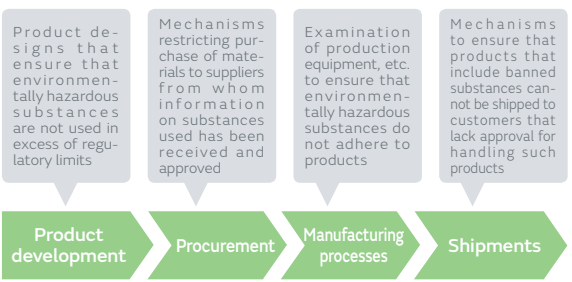 Product de-
signs that
ensure that
environmen-
tally hazardous
substances
are not used in
excess of regu-
latory limits
Mechanisms
restricting pur-
chase of mate-
rials to suppliers
from whom
information
on substances
used has been
received and
approved
Examination
of production
equipment, etc.
to ensure that
environmen-
tally hazardous
substances do
not adhere to
products
Mechanisms
to ensure that
products that
include banned
substances can-
not be shipped to
customers that
lack approval for
handling such
products
Product
development
Procurement
Manufacturing
processes
Shipments